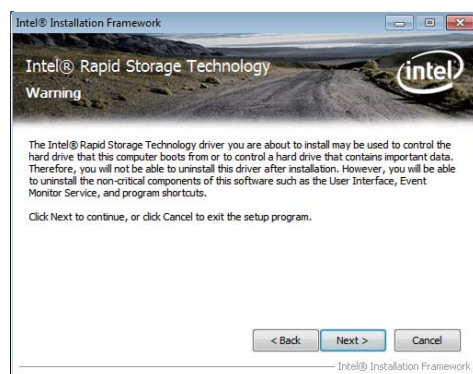 Intel® Installation Framework
Intel® Rapid Storage Technology
intel
Warning
The Intel® Rapid Storage Technology driver you are about to install may be used to control the
hard drive that this computer boots from or to control a hard drive that contains important data.
Therefore, you will not be able to uninstall this driver after installation. However, you will be able
to uninstall the non-critical components of this software such as the User Interface, Event
Monitor Service, and program shortcuts.
Click Next to continue, or click Cancel to exit the setup program.
< Back Next > Cancel
Intel® Installation Framework